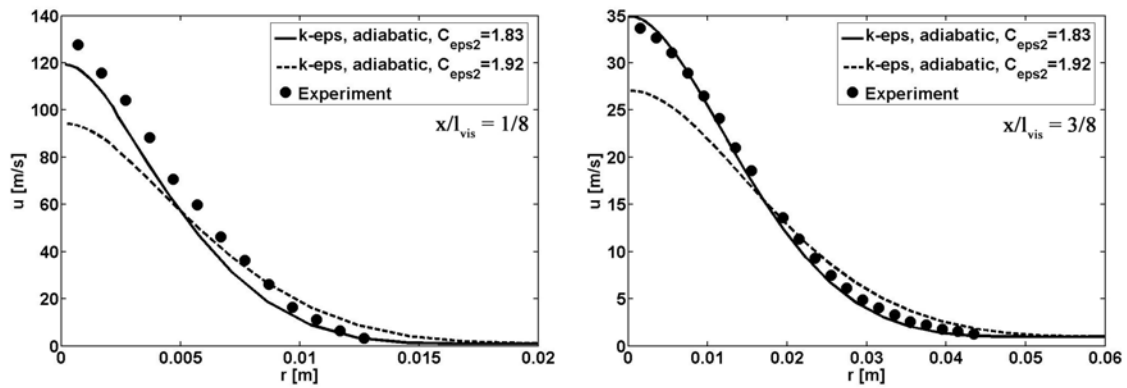 140
120
100
80
60
40
20
0
u [m/s]
0
0.005
0.01
0.015
0.02
r [m]
k-eps, adiabatic, C_eps2=1.83
k-eps, adiabatic, C_eps2=1.92
Experiment
x/l_vis = 1/8
35
30
25
20
15
10
5
0
u [m/s]
0
0.01
0.02
0.03
0.04
0.05
0.06
r [m]
k-eps, adiabatic, C_eps2=1.83
k-eps, adiabatic, C_eps2=1.92
Experiment
x/l_vis = 3/8